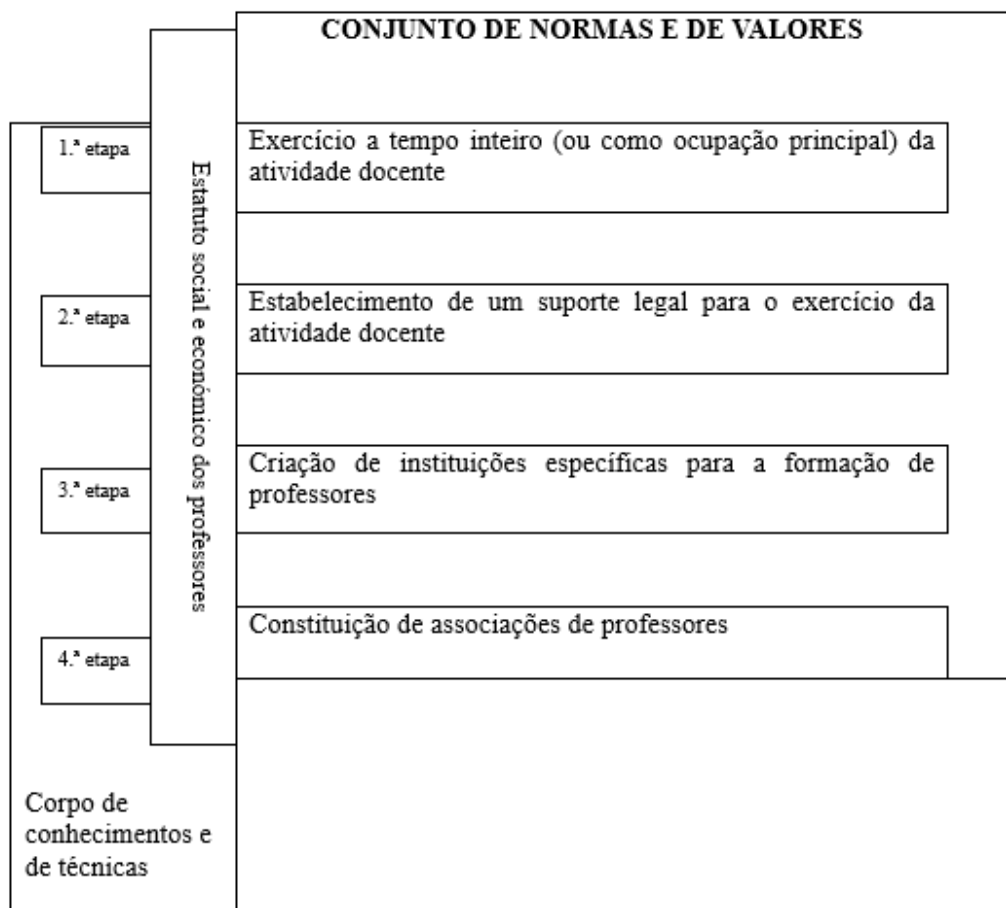 CONJUNTO DE NORMAS E DE VALORES
1.ª etapa
Exercício a tempo inteiro (ou como ocupação principal) da
atividade docente
Estatuto social e económico dos professores
2.ª etapa
Estabelecimento de um suporte legal para o exercício da
atividade docente
3.ª etapa
Criação de instituições específicas para a formação de
professores
4.ª etapa
Constituição de associações de professores
Corpo de
conhecimentos e
de técnicas